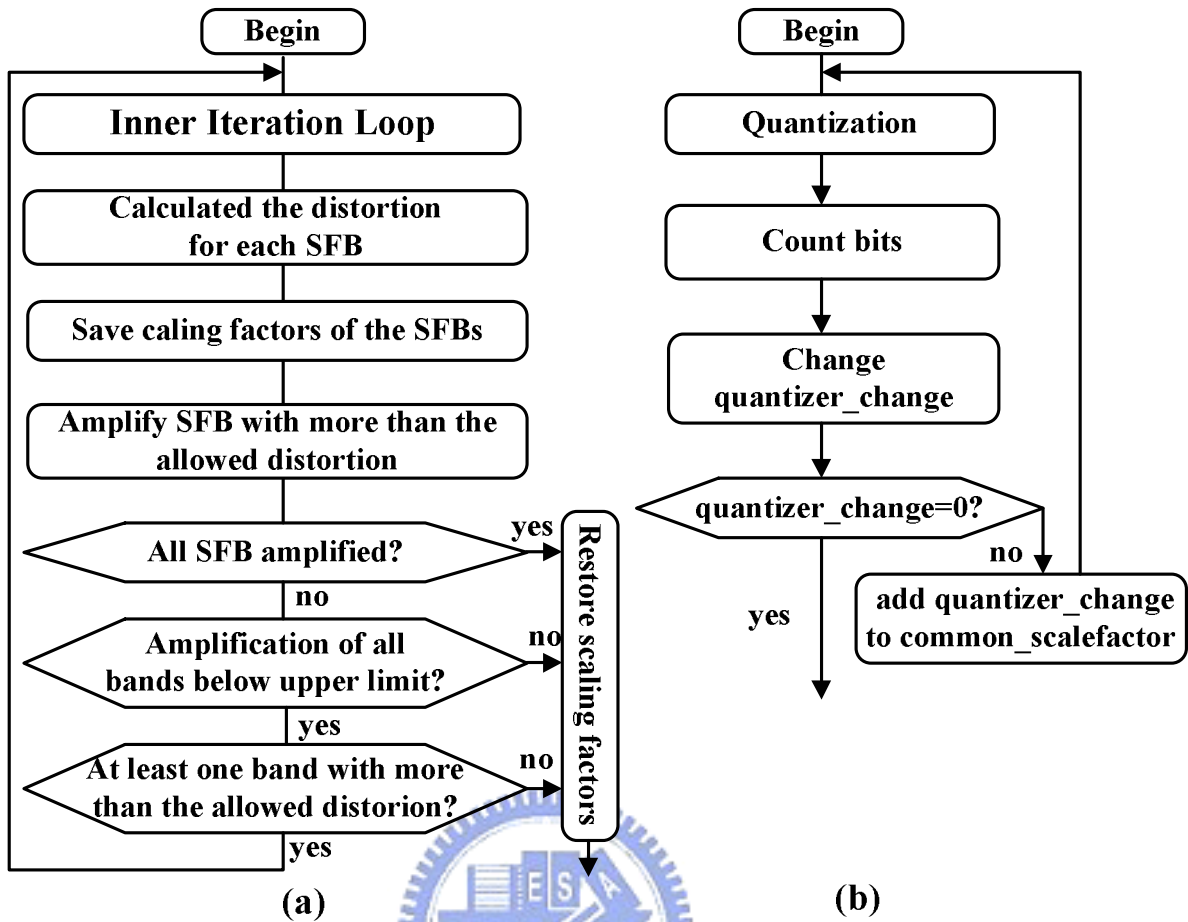 Begin
Inner Iteration Loop
Calculated the distortion
for each SFB
Save caling factors of the SFBs
Amplify SFB with more than the
allowed distortion
All SFB amplified?
yes
no
Amplification of all
bands below upper limit?
no
yes
At least one band with more
than the allowed distorion?
no
yes
Restore scaling factors
(a)
Begin
Quantization
Count bits
Change
quantizer_change
quantizer_change=0?
no
yes
add quantizer_change
to common_scalefactor
(b)
ESA